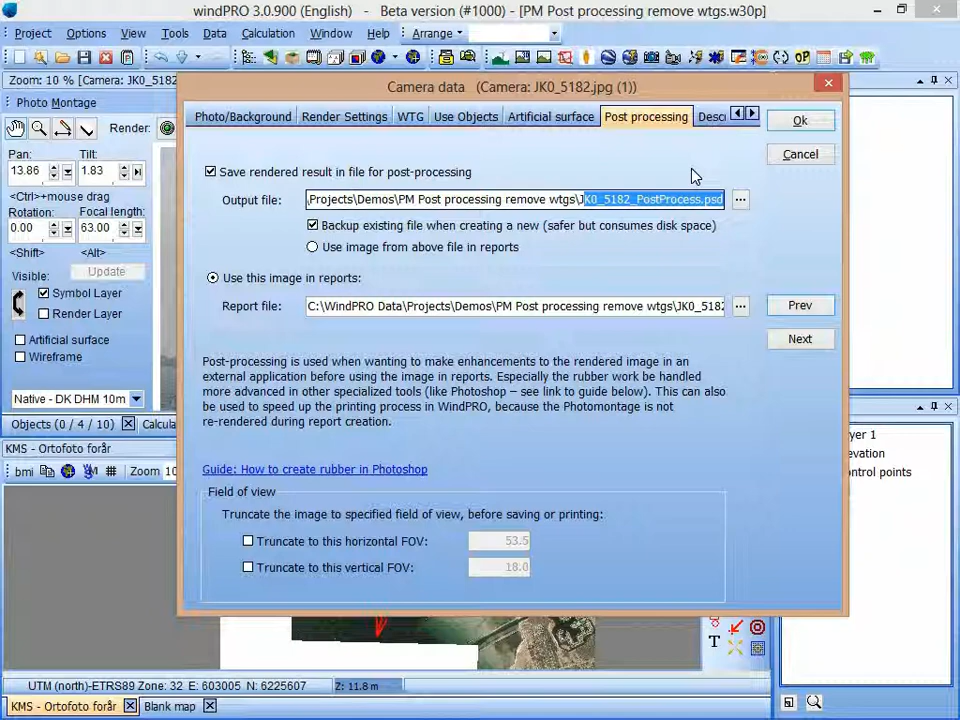 windPRO 3.0.900 (English) - Beta version (#1000) - [PM Post processing remove wtgs.w30p]
Project Options View Tools Data Calculation Window Help Arrange
Zoom: 10 % [Camera: JK0_5182
Camera data (Camera: JK0_5182.jpg (1))
Photo Montage
Photo/Background Render Settings WTG Use Objects Artificial surface Post processing Desc
Ok
Render:
Cancel
Pan: Tilt:
13.86 1.83
Save rendered result in file for post-processing
<Ctrl>+mouse drag
Output file: \Projects\Demos\PM Post processing remove wtgs\JK0_5182_PostProcess.psd ...
Rotation: Focal length:
0.00 63.00
Backup existing file when creating a new (safer but consumes disk space)
<Shift> <Alt>
Use image from above file in reports
Visible: Update
Use this image in reports:
Symbol Layer
Report file: C:\WindPRO Data\Projects\Demos\PM Post processing remove wtgs\JK0_5182 ...
Prev
Render Layer
Next
Artificial surface
Wireframe
Post-processing is used when wanting to make enhancements to the rendered image in an
external application before using the image in reports. Especially the rubber work be handled
more advanced in other specialized tools (like Photoshop – see link to guide below). This can also
be used to speed up the printing process in WindPRO, because the Photomontage is not
re-rendered during report creation.
Native - DK DHM 10m
Objects (0 / 4 / 10) Calcula
KMS - Ortofoto forår
bmi Zoom 10
Guide: How to create rubber in Photoshop
Field of view
Truncate the image to specified field of view, before saving or printing:
Truncate to this horizontal FOV: 53.5
Truncate to this vertical FOV: 18.0
yer 1
evation
ontrol points
T
UTM (north)-ETRS89 Zone: 32 E: 603005 N: 6225607 Z: 11.8 m
KMS - Ortofoto forår Blank map